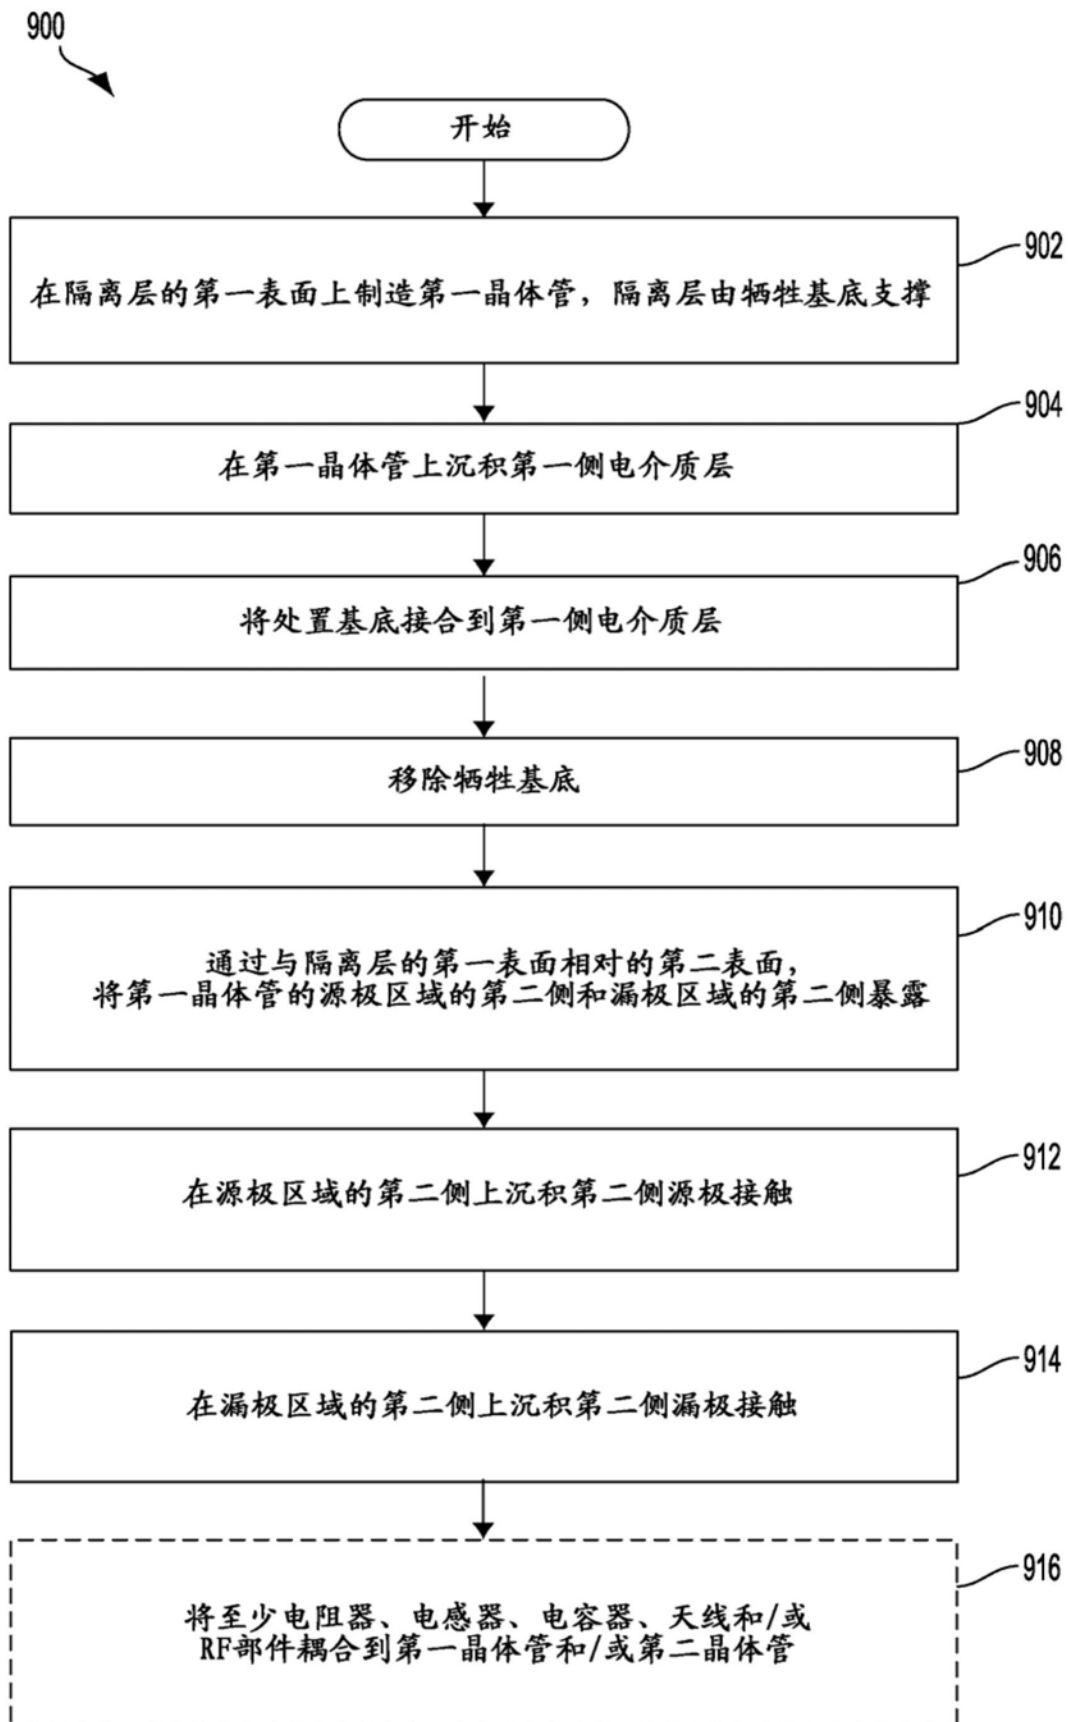 900
开始
902
在隔离层的第一表面上制造第一晶体管，隔离层由牺牲基底支撑
904
在第一晶体管上沉积第一侧电介质层
906
将处置基底接合到第一侧电介质层
908
移除牺牲基底
910
通过与隔离层的第一表面相对的第二表面，
将第一晶体管的源极区域的第二侧和漏极区域的第二侧暴露
912
在源极区域的第二侧上沉积第二侧源极接触
914
在漏极区域的第二侧上沉积第二侧漏极接触
916
将至少电阻器、电感器、电容器、天线和/或
RF部件耦合到第一晶体管和/或第二晶体管